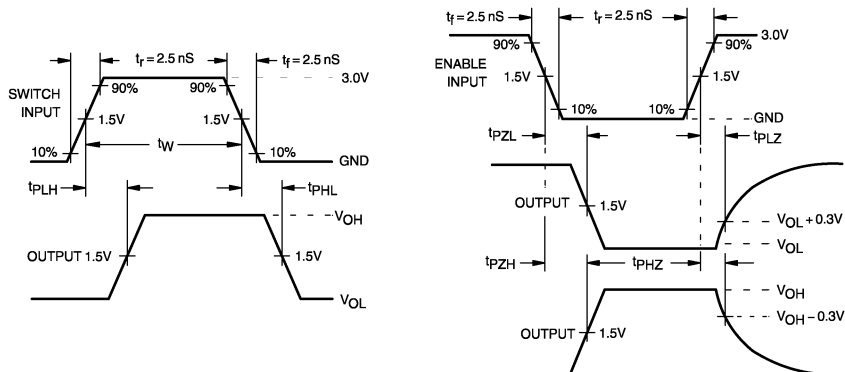 tr = 2.5 nS
tf = 2.5 nS
SWITCH INPUT
90%
90%
3.0V
1.5V
1.5V
10%
tW
10%
GND
tPLH
tPHL
VOH
OUTPUT 1.5V
1.5V
VOL
tf = 2.5 nS
tr = 2.5 nS
90%
90%
3.0V
ENABLE INPUT
1.5V
1.5V
10%
10%
GND
tPZL
tPLZ
OUTPUT
1.5V
VOL + 0.3V
VOL
tPZH
tPHZ
VOH
VOH – 0.3V
OUTPUT
1.5V